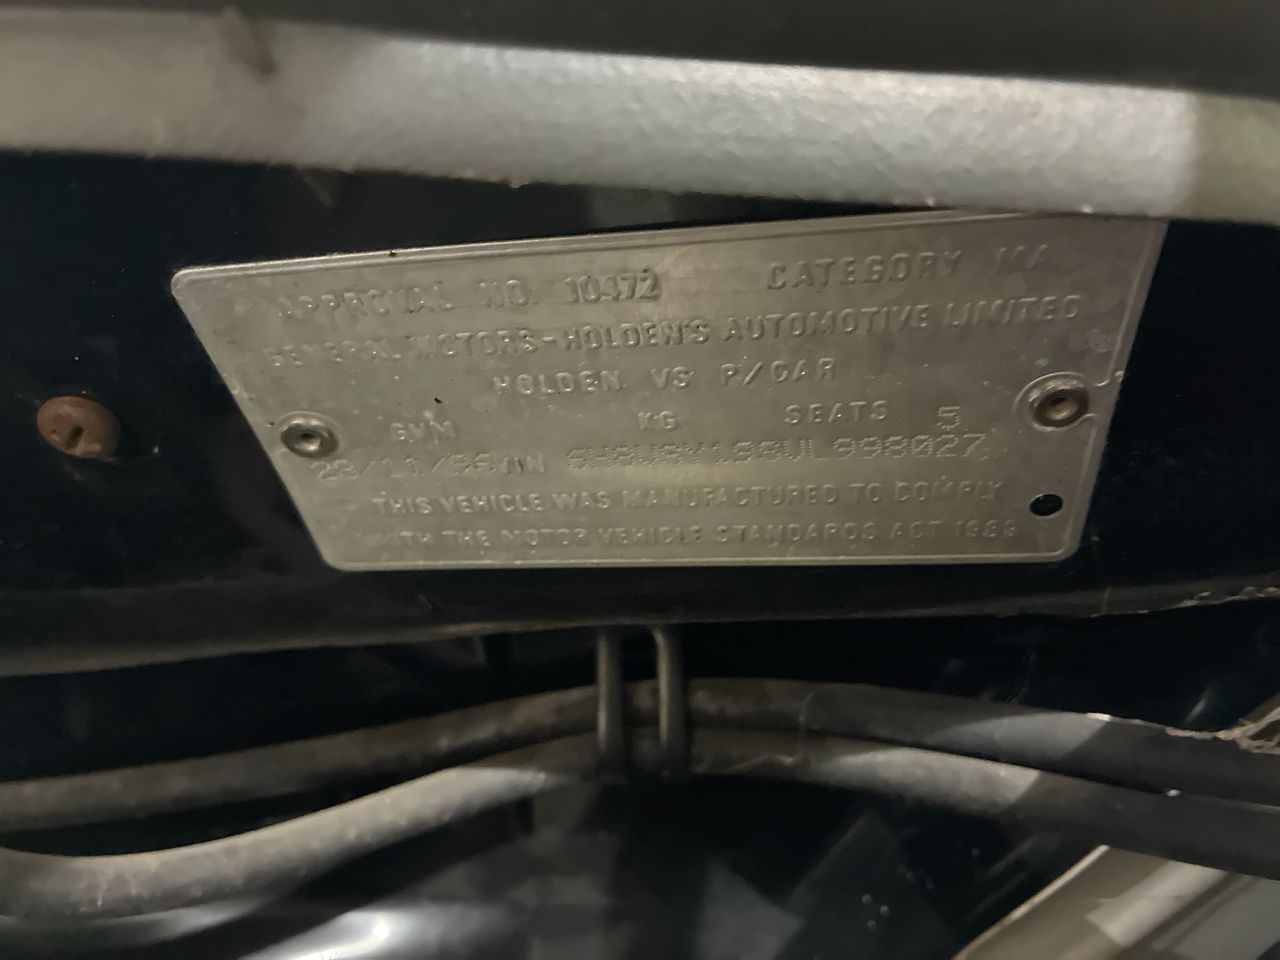 APPROVAL NO. 10472 CATEGORY MA
GENERAL MOTORS-HOLDEN'S AUTOMOTIVE LIMITED
HOLDEN VS P/CAR
GVM KG SEATS 5
THIS VEHICLE WAS MANUFACTURED TO COMPLY
WITH THE MOTOR VEHICLE STANDARDS ACT 1989